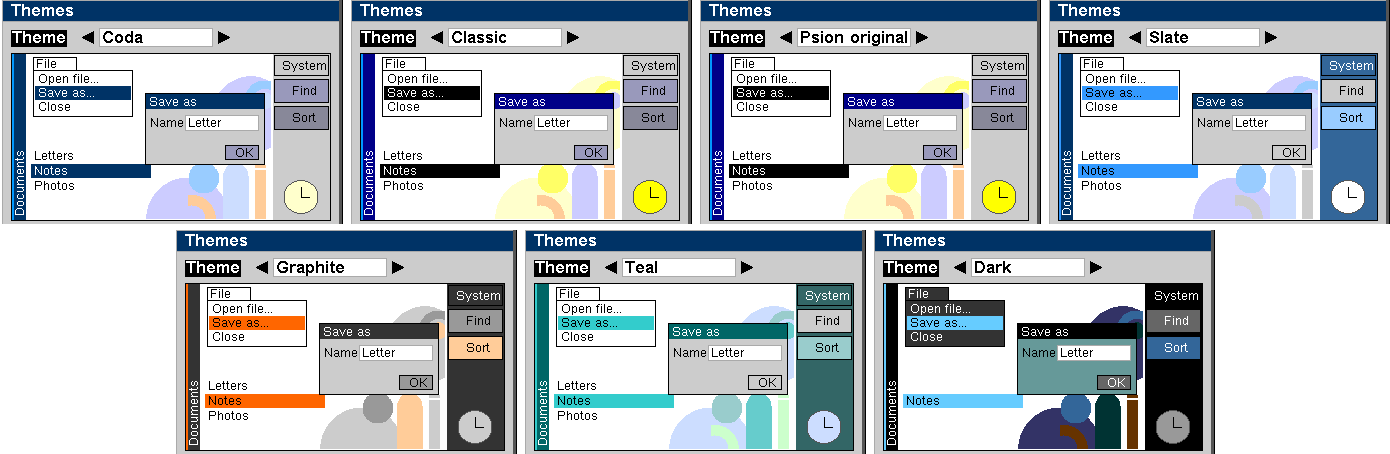 Themes
Theme Coda
File
System
Open file...
Save as...
Close
Find
Save as
Name Letter
Sort
OK
Letters
Notes
Photos
Documents
Themes
Theme Classic
File
System
Open file...
Save as...
Close
Find
Save as
Name Letter
Sort
OK
Letters
Notes
Photos
Documents
Themes
Theme Psion original
File
System
Open file...
Save as...
Close
Find
Save as
Name Letter
Sort
OK
Letters
Notes
Photos
Documents
Themes
Theme Slate
File
System
Open file...
Save as...
Close
Find
Save as
Name Letter
Sort
OK
Letters
Notes
Photos
Documents
Themes
Theme Graphite
File
System
Open file...
Save as...
Close
Find
Save as
Name Letter
Sort
OK
Letters
Notes
Photos
Documents
Themes
Theme Teal
File
System
Open file...
Save as...
Close
Find
Save as
Name Letter
Sort
OK
Letters
Notes
Photos
Documents
Themes
Theme Dark
File
System
Open file...
Save as...
Close
Find
Save as
Name Letter
Sort
OK
Notes
Documents